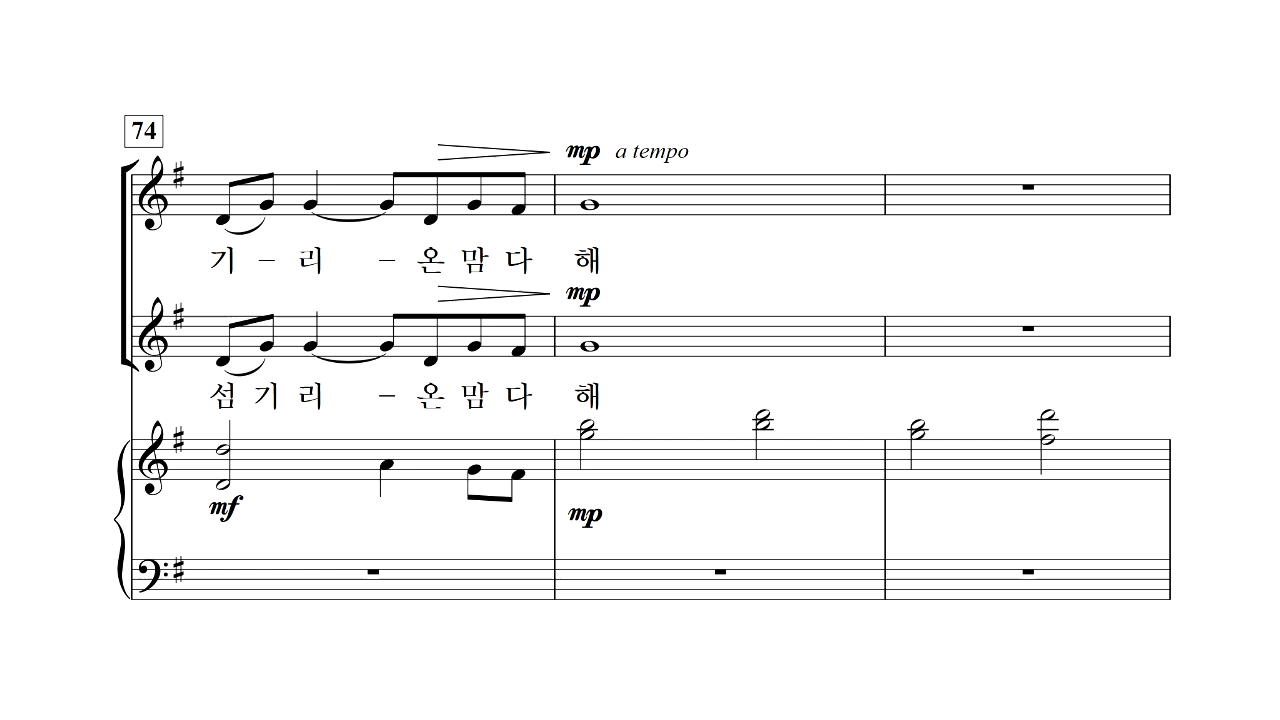 74
mp a tempo
기 – 리 – 온 맘 다 해
mp
섬 기 리 – 온 맘 다 해
mf mp